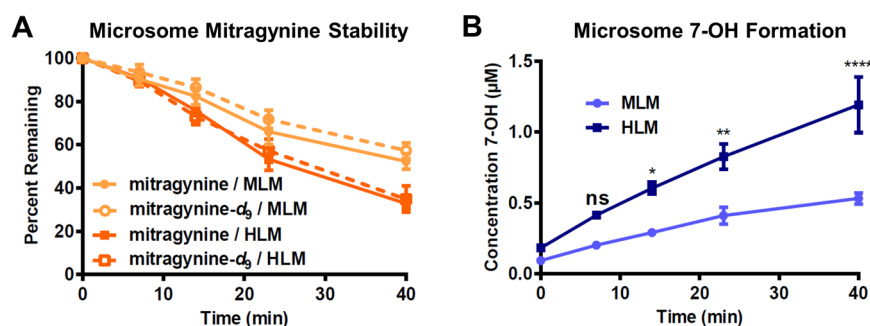 A
Microsome Mitragynine Stability
Percent Remaining
100
80
60
40
20
0
mitragynine / MLM
mitragynine-d₉ / MLM
mitragynine / HLM
mitragynine-d₉ / HLM
0 10 20 30 40
Time (min)
B
Microsome 7-OH Formation
Concentration 7-OH (µM)
1.5
1.0
0.5
0.0
MLM
HLM
ns
*
**
****
0 10 20 30 40
Time (min)